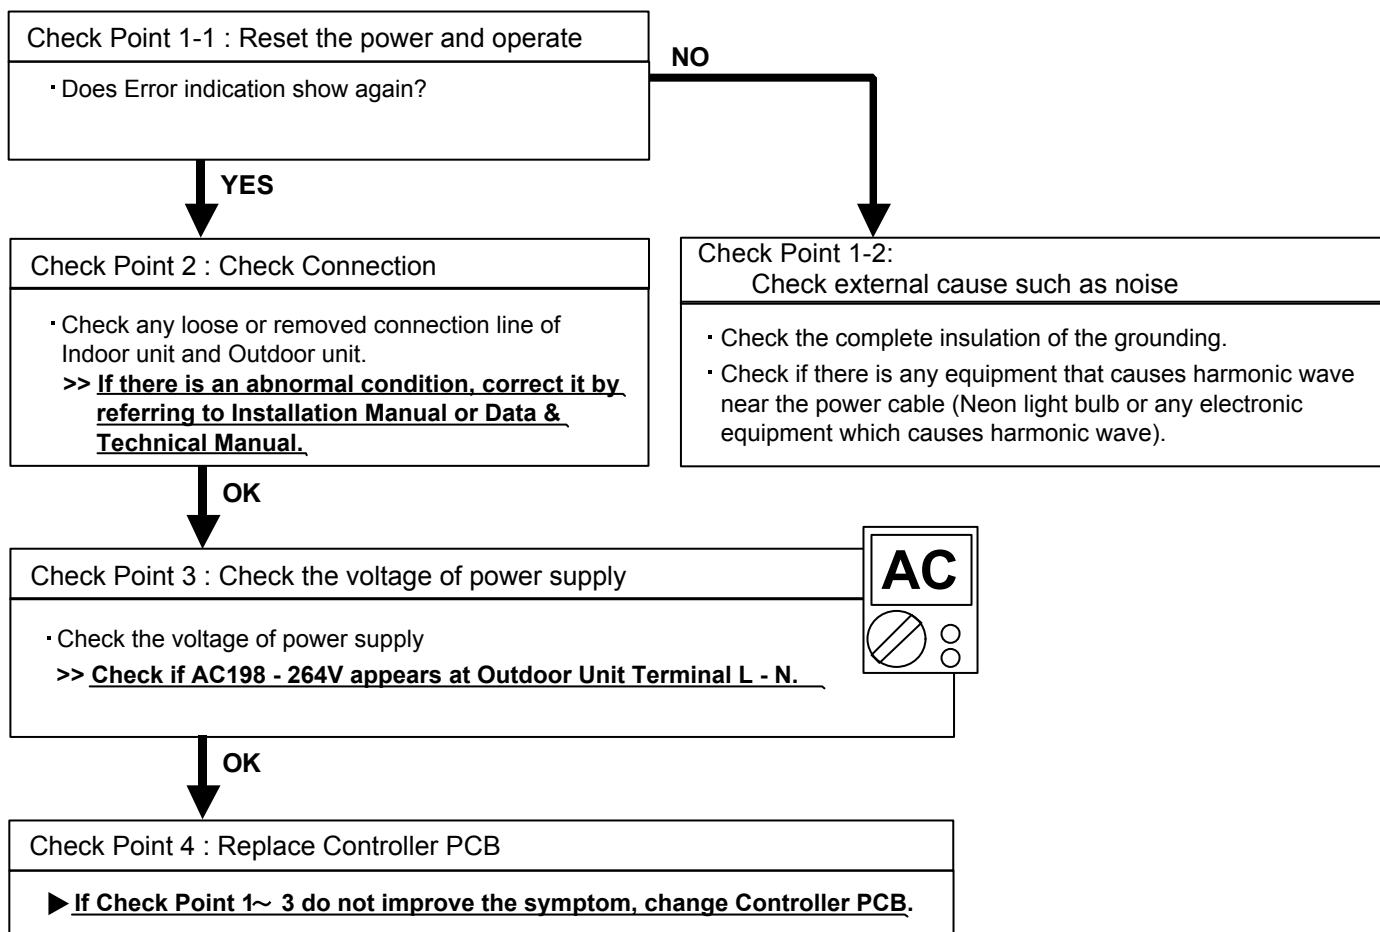 Check Point 1-1 : Reset the power and operate
・Does Error indication show again?
NO
YES
Check Point 2 : Check Connection
・Check any loose or removed connection line of
Indoor unit and Outdoor unit.
>> If there is an abnormal condition, correct it by
referring to Installation Manual or Data &
Technical Manual.
Check Point 1-2:
Check external cause such as noise
・Check the complete insulation of the grounding.
・Check if there is any equipment that causes harmonic wave
near the power cable (Neon light bulb or any electronic
equipment which causes harmonic wave).
OK
Check Point 3 : Check the voltage of power supply
AC
・Check the voltage of power supply
>> Check if AC198 - 264V appears at Outdoor Unit Terminal L - N.
OK
Check Point 4 : Replace Controller PCB
▶ If Check Point 1～ 3 do not improve the symptom, change Controller PCB.